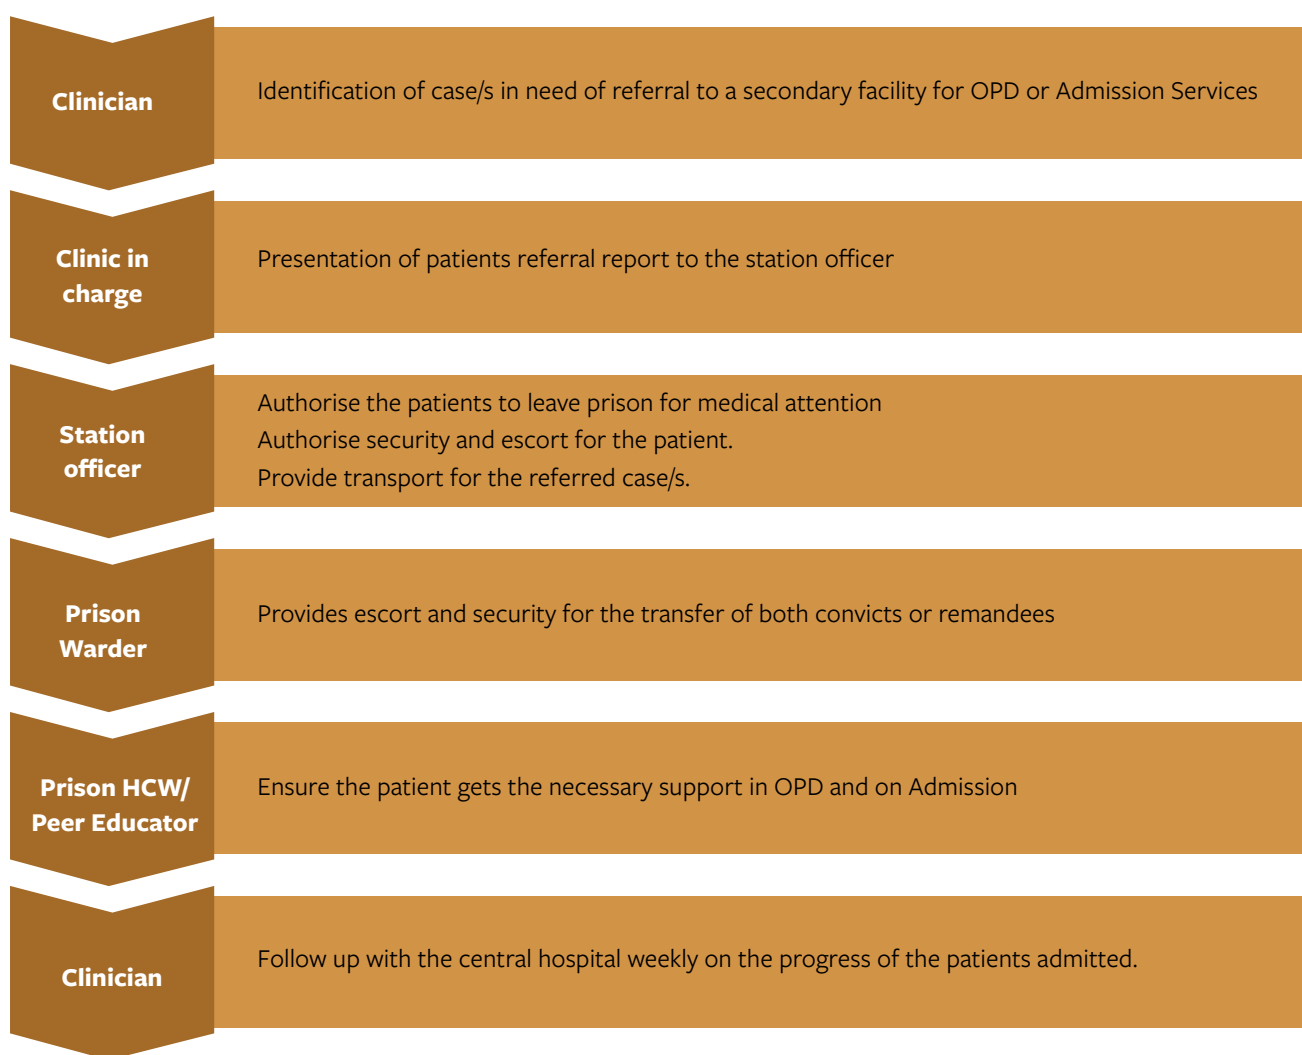 Clinician
Identification of case/s in need of referral to a secondary facility for OPD or Admission Services
Clinic in
charge
Presentation of patients referral report to the station officer
Station
officer
Authorise the patients to leave prison for medical attention
Authorise security and escort for the patient.
Provide transport for the referred case/s.
Prison
Warder
Provides escort and security for the transfer of both convicts or remandees
Prison HCW/
Peer Educator
Ensure the patient gets the necessary support in OPD and on Admission
Clinician
Follow up with the central hospital weekly on the progress of the patients admitted.